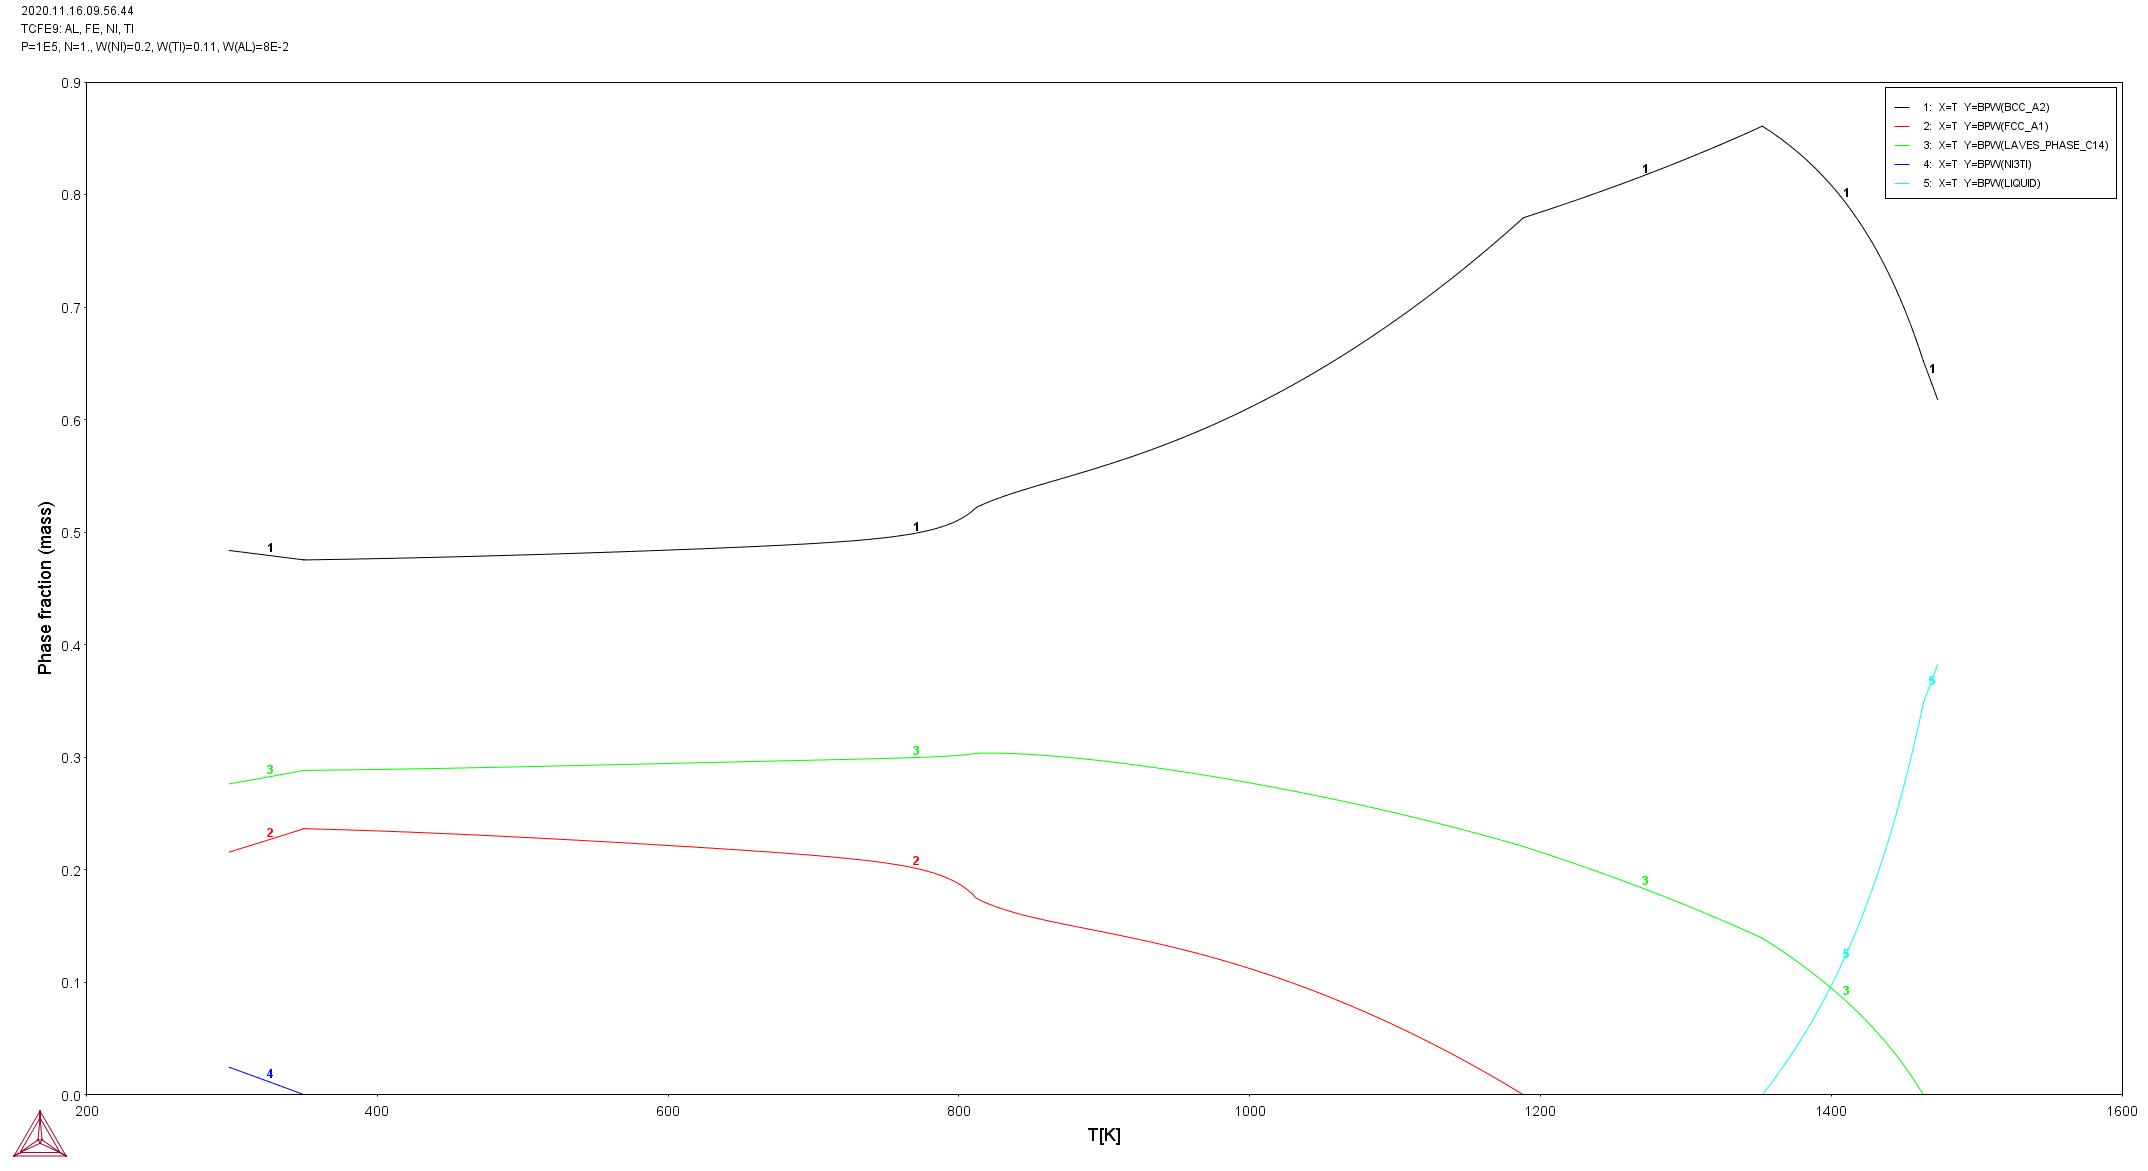 2020.11.16.09.56.44
TCFE9: AL, FE, NI, TI
P=1E5, N=1., W(NI)=0.2, W(TI)=0.11, W(AL)=8E-2
1: X=T Y=BPW(BCC_A2)
2: X=T Y=BPW(FCC_A1)
3: X=T Y=BPW(LAVES_PHASE_C14)
4: X=T Y=BPW(NI3TI)
5: X=T Y=BPW(LIQUID)
Phase fraction (mass)
0.9
0.8
0.7
0.6
0.5
0.4
0.3
0.2
0.1
0.0
1
1
1
1
1
3
3
3
3
2
2
4
5
5
200 400 600 800 1000 1200 1400 1600
T[K]